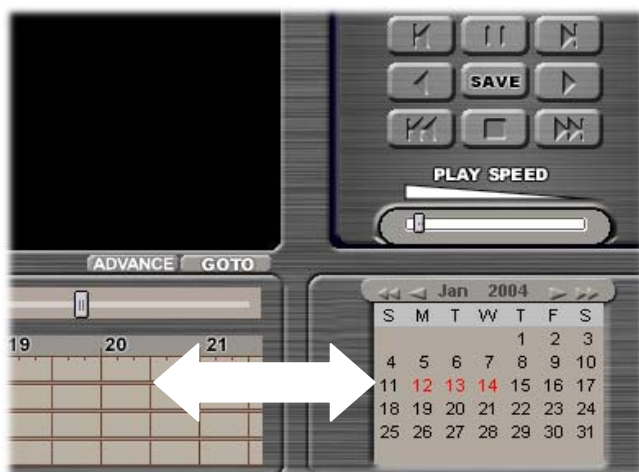 SAVE
PLAY SPEED
ADVANCE GOTO
Jan 2004
S M T W T F S
1 2 3
4 5 6 7 8 9 10
11 12 13 14 15 16 17
18 19 20 21 22 23 24
25 26 27 28 29 30 31
19 20 21